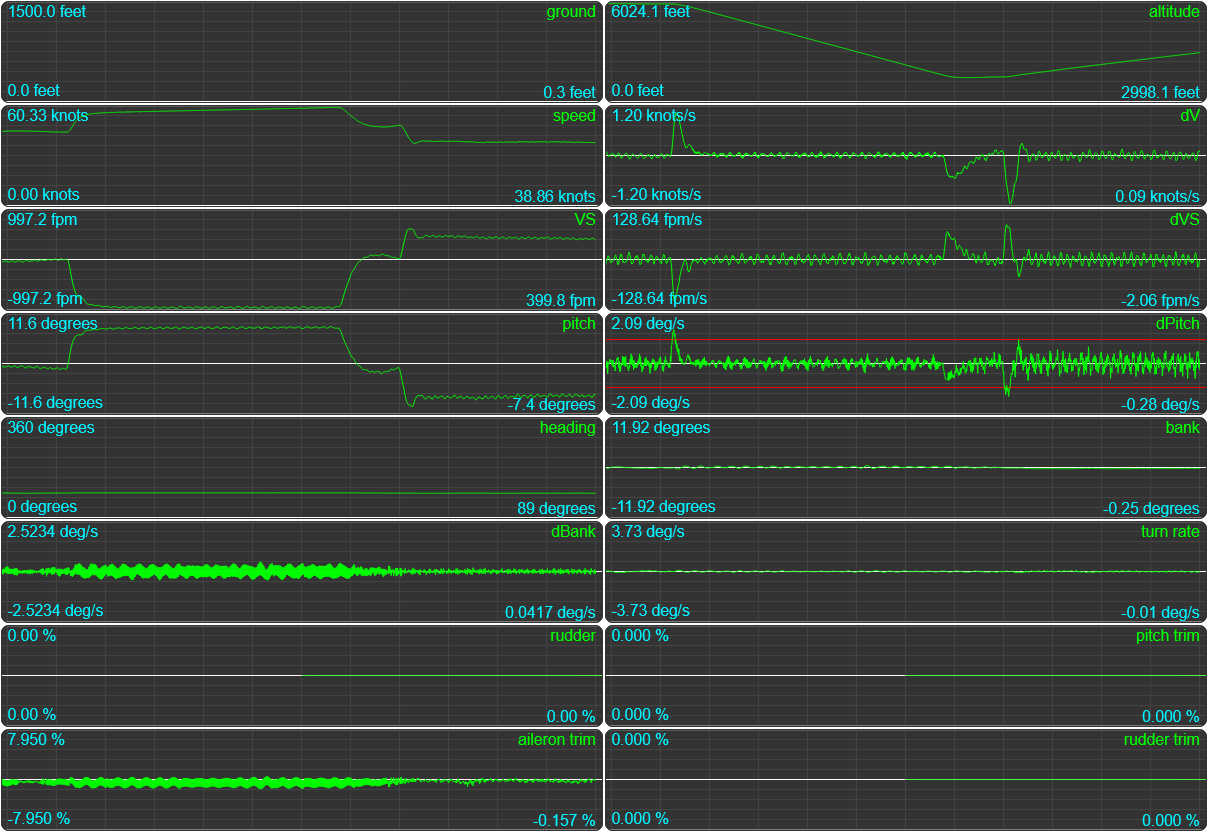 1500.0 feet ground
0.0 feet 0.3 feet
6024.1 feet altitude
0.0 feet 2998.1 feet
60.33 knots speed
0.00 knots 38.86 knots
1.20 knots/s dV
-1.20 knots/s 0.09 knots/s
997.2 fpm VS
-997.2 fpm 399.8 fpm
128.64 fpm/s dVS
-128.64 fpm/s -2.06 fpm/s
11.6 degrees pitch
-11.6 degrees -7.4 degrees
2.09 deg/s dPitch
-2.09 deg/s -0.28 deg/s
360 degrees heading
0 degrees 89 degrees
11.92 degrees bank
-11.92 degrees -0.25 degrees
2.5234 deg/s dBank
-2.5234 deg/s 0.0417 deg/s
3.73 deg/s turn rate
-3.73 deg/s -0.01 deg/s
0.00 % rudder
0.00 % 0.00 %
0.000 % pitch trim
0.000 % 0.000 %
7.950 % aileron trim
-7.950 % -0.157 %
0.000 % rudder trim
0.000 % 0.000 %